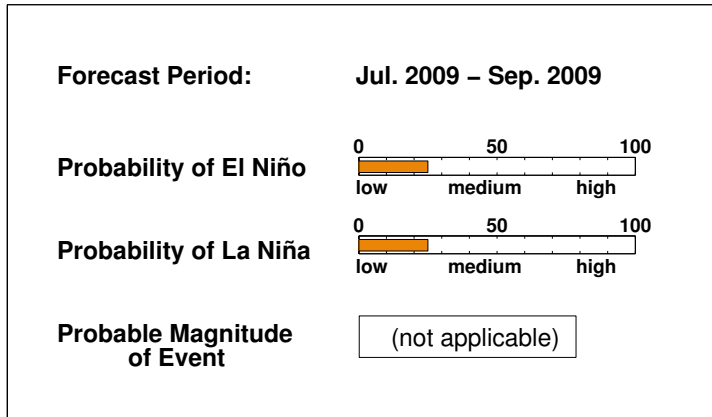 Forecast Period: Jul. 2009 – Sep. 2009
0 50 100
Probability of El Niño
low medium high
0 50 100
Probability of La Niña
low medium high
Probable Magnitude
of Event
(not applicable)